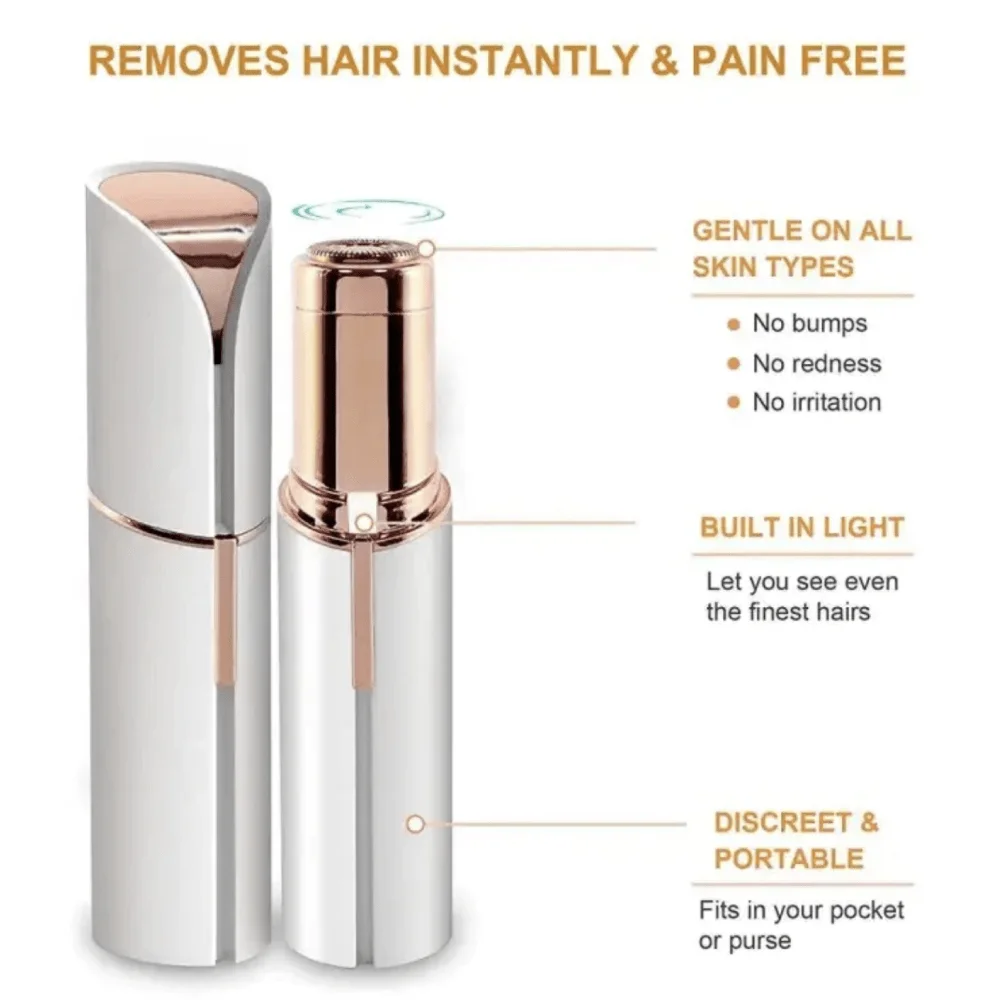 REMOVES HAIR INSTANTLY & PAIN FREE
GENTLE ON ALL
SKIN TYPES
No bumps
No redness
No irritation
BUILT IN LIGHT
Let you see even
the finest hairs
DISCREET &
PORTABLE
Fits in your pocket
or purse